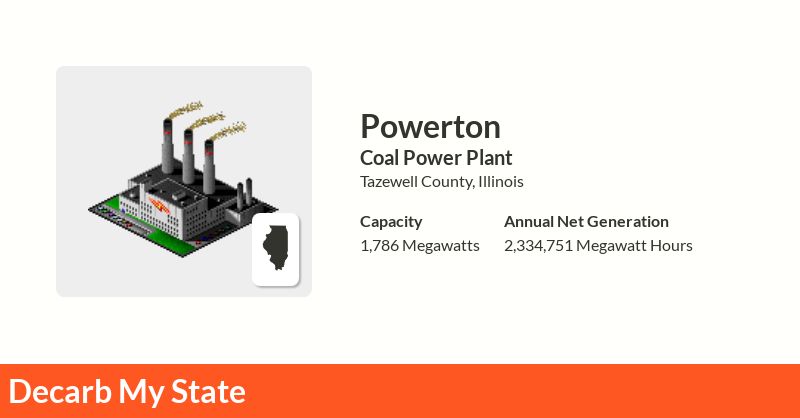 Powerton
Coal Power Plant
Tazewell County, Illinois
Capacity
Annual Net Generation
1,786 Megawatts
2,334,751 Megawatt Hours
Decarb My State